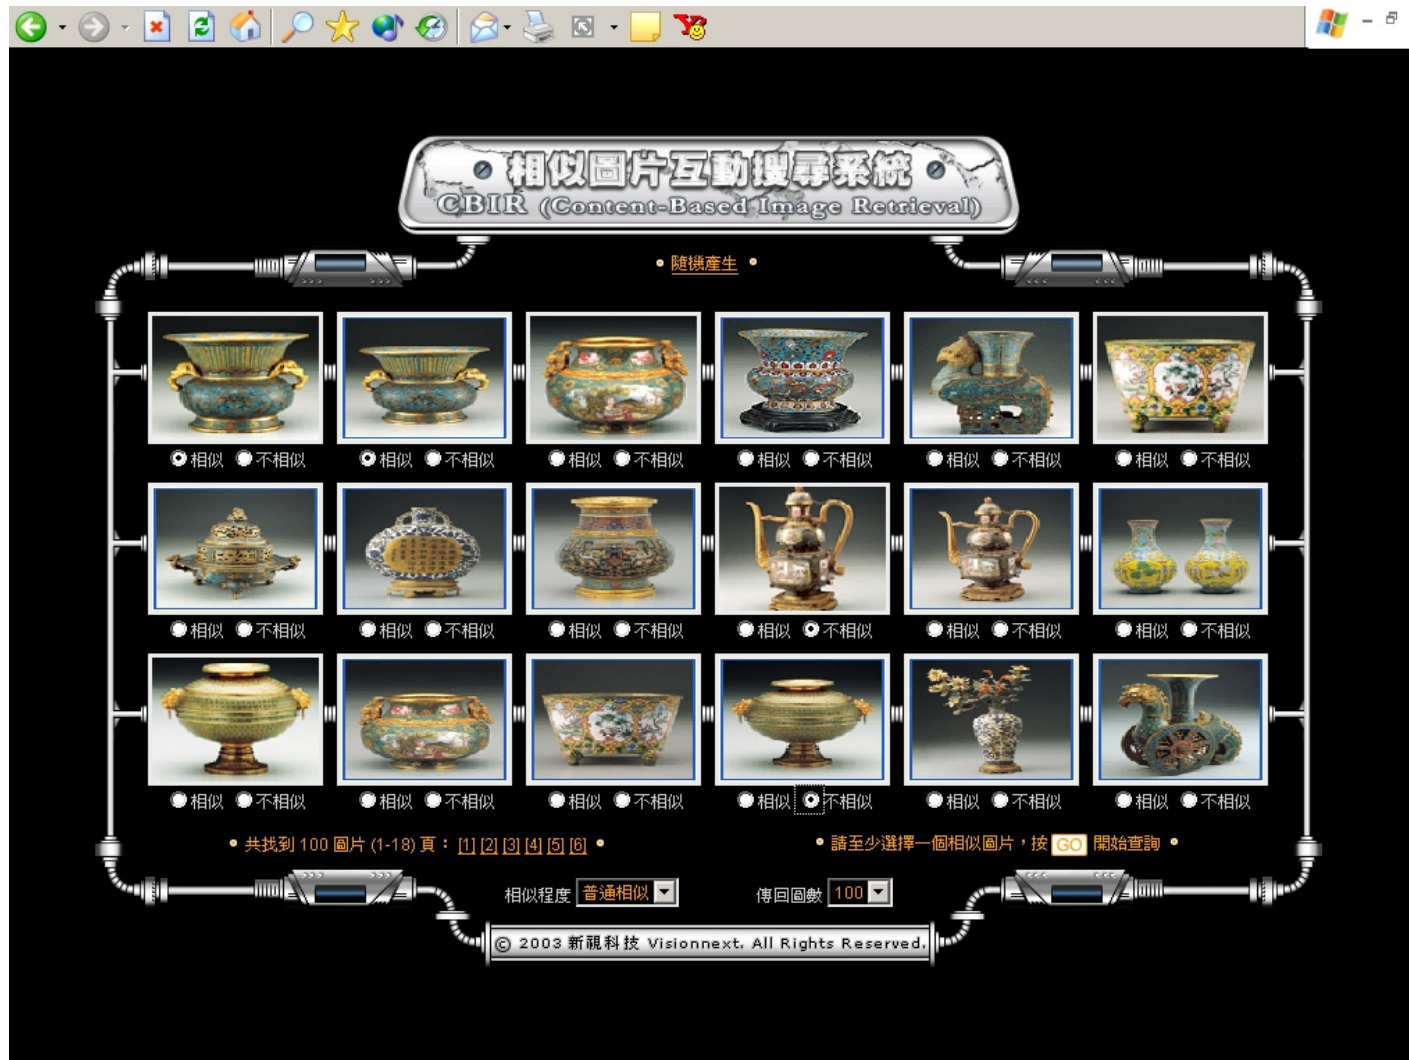 相似圖片互動搜尋系統
CBIR (Content-Based Image Retrieval)
隨機產生
相似 不相似 相似 不相似 相似 不相似 相似 不相似 相似 不相似 相似 不相似
相似 不相似 相似 不相似 相似 不相似 相似 不相似 相似 不相似 相似 不相似
相似 不相似 相似 不相似 相似 不相似 相似 不相似 相似 不相似 相似 不相似
共找到 100 圖片 (1-18) 頁： [1] [2] [3] [4] [5] [6]
請至少選擇一個相似圖片，按 GO 開始查詢
相似程度 普通相似 傳回圖數 100
© 2003 新視科技 Visionnext. All Rights Reserved.